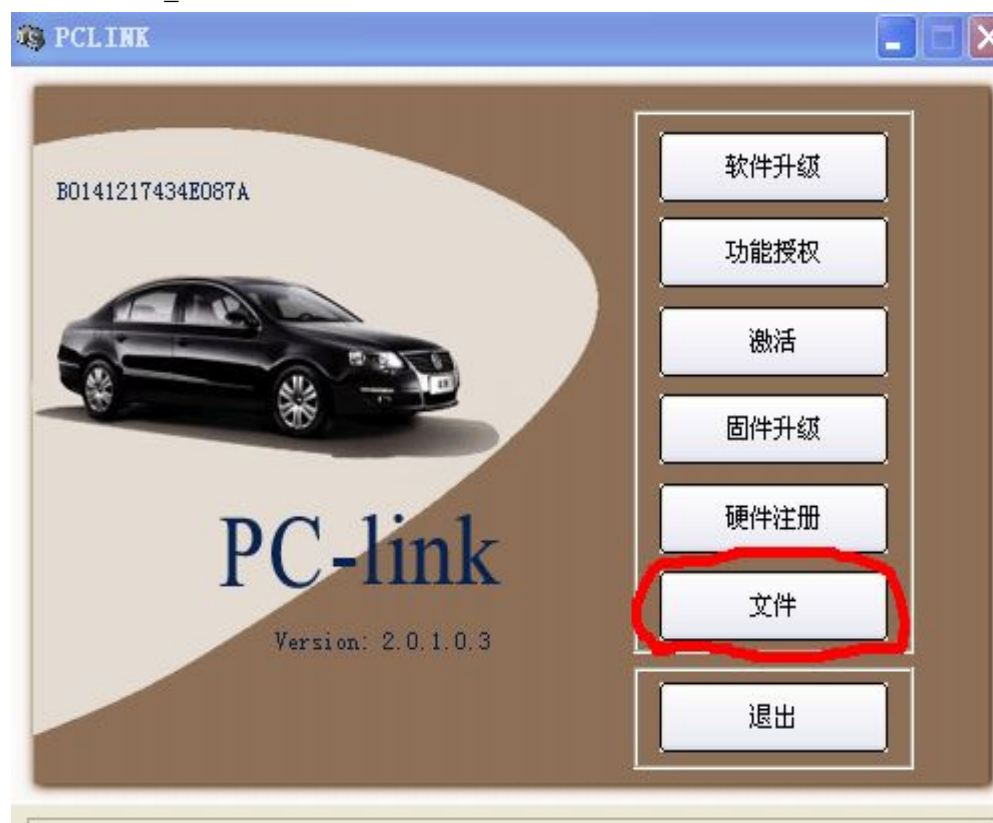 PCLINK
B0141217434E087A
PC-link
Version: 2.0.1.0.3
软件升级
功能授权
激活
固件升级
硬件注册
文件
退出